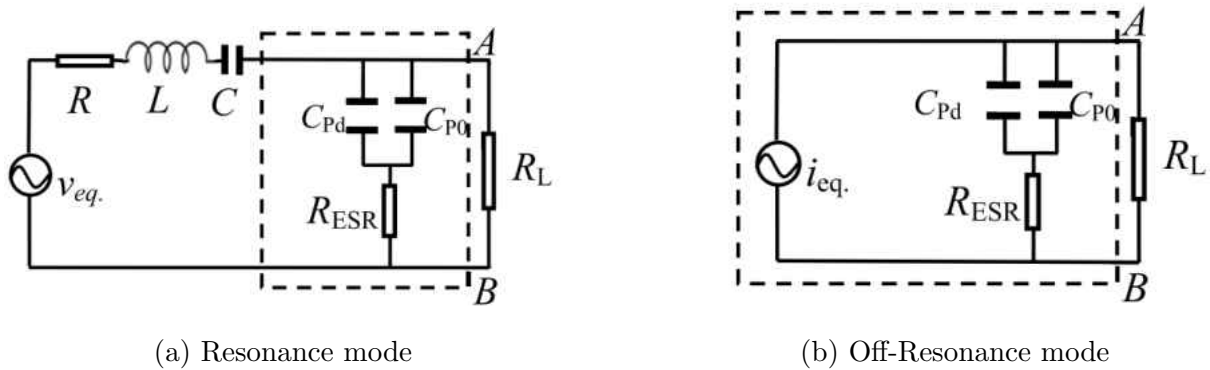 A
R L C
C_Pd C_P0
v_eq.
R_L
R_ESR
B
(a) Resonance mode
A
C_Pd C_P0
i_eq.
R_L
R_ESR
B
(b) Off-Resonance mode